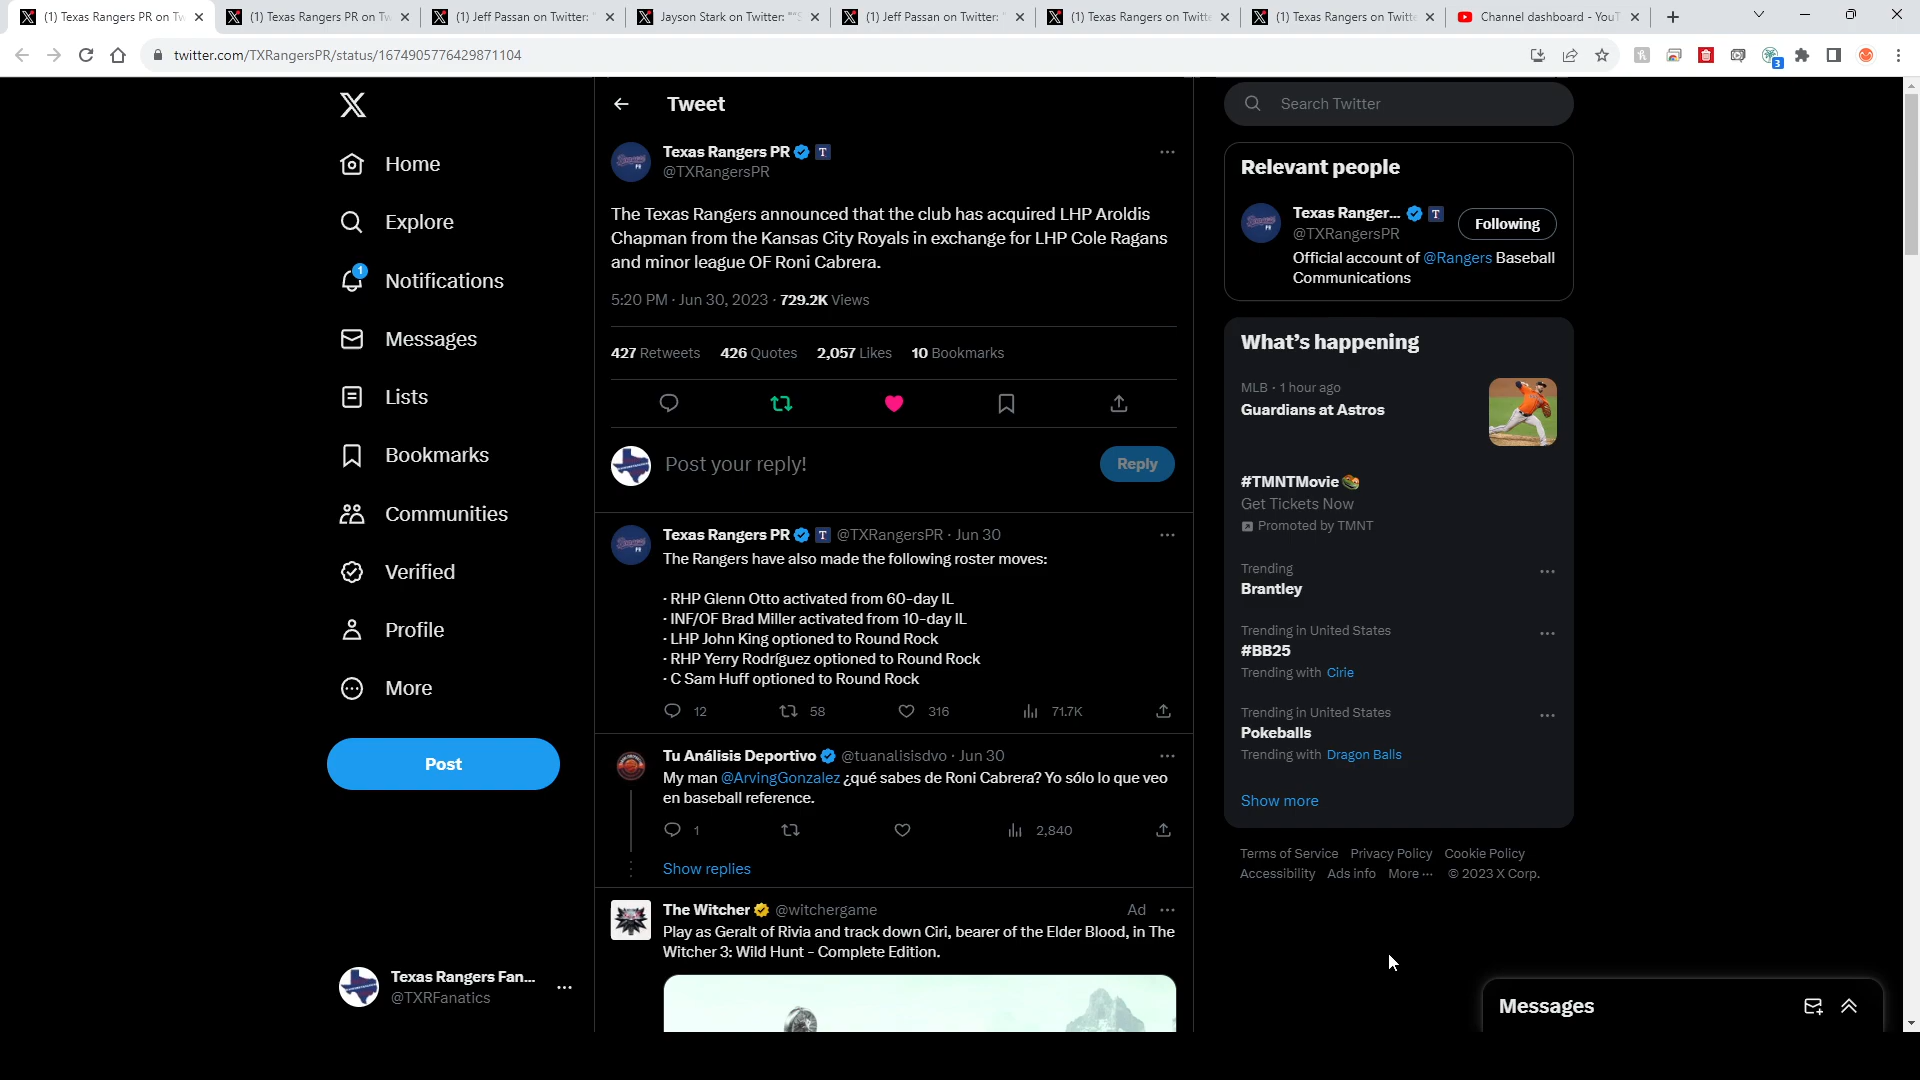 (1) Texas Rangers PR on Tw
(1) Texas Rangers PR on Tw
(1) Jeff Passan on Twitter: "
Jayson Stark on Twitter: "“S
(1) Jeff Passan on Twitter: "
(1) Texas Rangers on Twitte
(1) Texas Rangers on Twitte
Channel dashboard - YouT
twitter.com/TXRangersPR/status/1674905776429871104
3
Home
Explore
1
Notifications
Messages
Lists
Bookmarks
Communities
Verified
Profile
More
Post
Texas Rangers Fan...
@TXRFanatics
Tweet
Texas Rangers PR T
@TXRangersPR
The Texas Rangers announced that the club has acquired LHP Aroldis
Chapman from the Kansas City Royals in exchange for LHP Cole Ragans
and minor league OF Roni Cabrera.
5:20 PM · Jun 30, 2023 · 729.2K Views
427 Retweets 426 Quotes 2,057 Likes 10 Bookmarks
Post your reply!
Reply
Texas Rangers PR T @TXRangersPR · Jun 30
The Rangers have also made the following roster moves:
· RHP Glenn Otto activated from 60-day IL
· INF/OF Brad Miller activated from 10-day IL
· LHP John King optioned to Round Rock
· RHP Yerry Rodríguez optioned to Round Rock
· C Sam Huff optioned to Round Rock
12 58 316 71.7K
Tu Análisis Deportivo @tuanalisisdvo · Jun 30
My man @ArvingGonzalez ¿qué sabes de Roni Cabrera? Yo sólo lo que veo
en baseball reference.
1 2,840
Show replies
The Witcher @witchergame Ad
Play as Geralt of Rivia and track down Ciri, bearer of the Elder Blood, in The
Witcher 3: Wild Hunt - Complete Edition.
Search Twitter
Relevant people
Texas Ranger... T
@TXRangersPR
Following
Official account of @Rangers Baseball
Communications
What’s happening
MLB · 1 hour ago
Guardians at Astros
#TMNTMovie
Get Tickets Now
Promoted by TMNT
Trending
Brantley
Trending in United States
#BB25
Trending with Cirie
Trending in United States
Pokeballs
Trending with Dragon Balls
Show more
Terms of Service Privacy Policy Cookie Policy
Accessibility Ads info More ··· © 2023 X Corp.
Messages